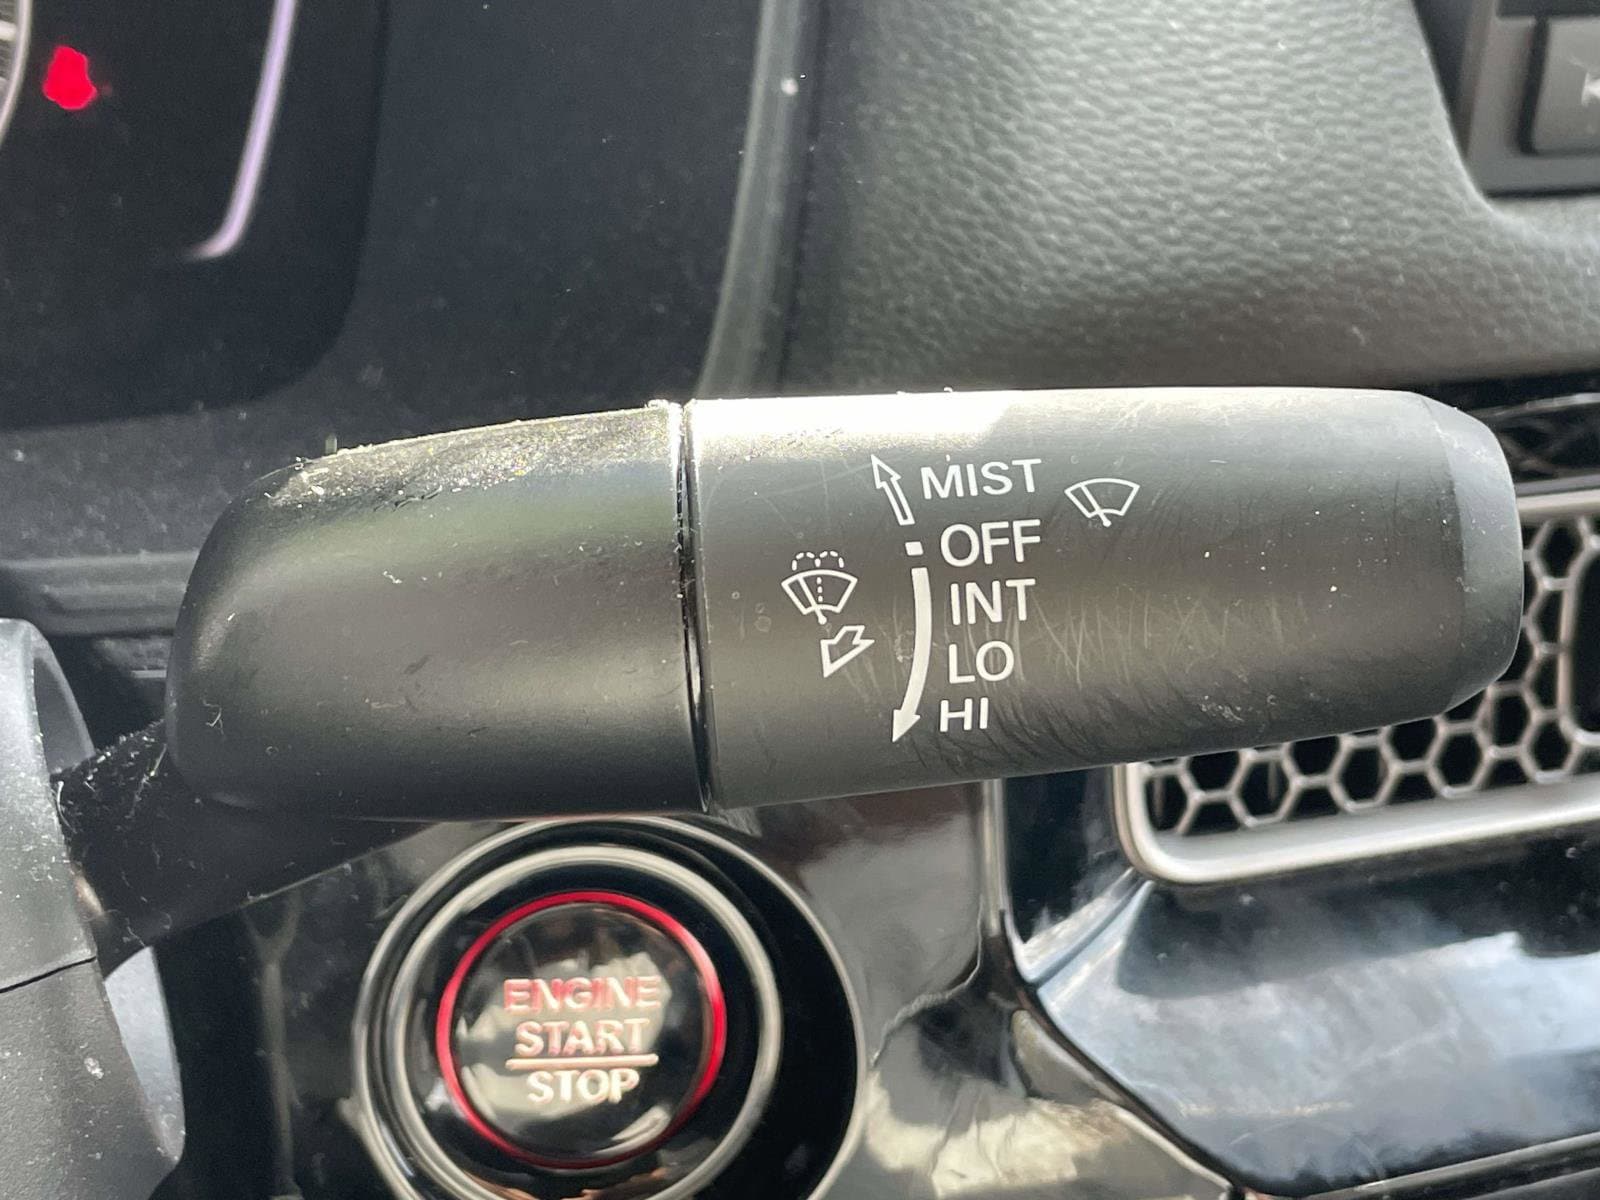 MIST
OFF
INT
LO
HI
ENGINE
START
STOP